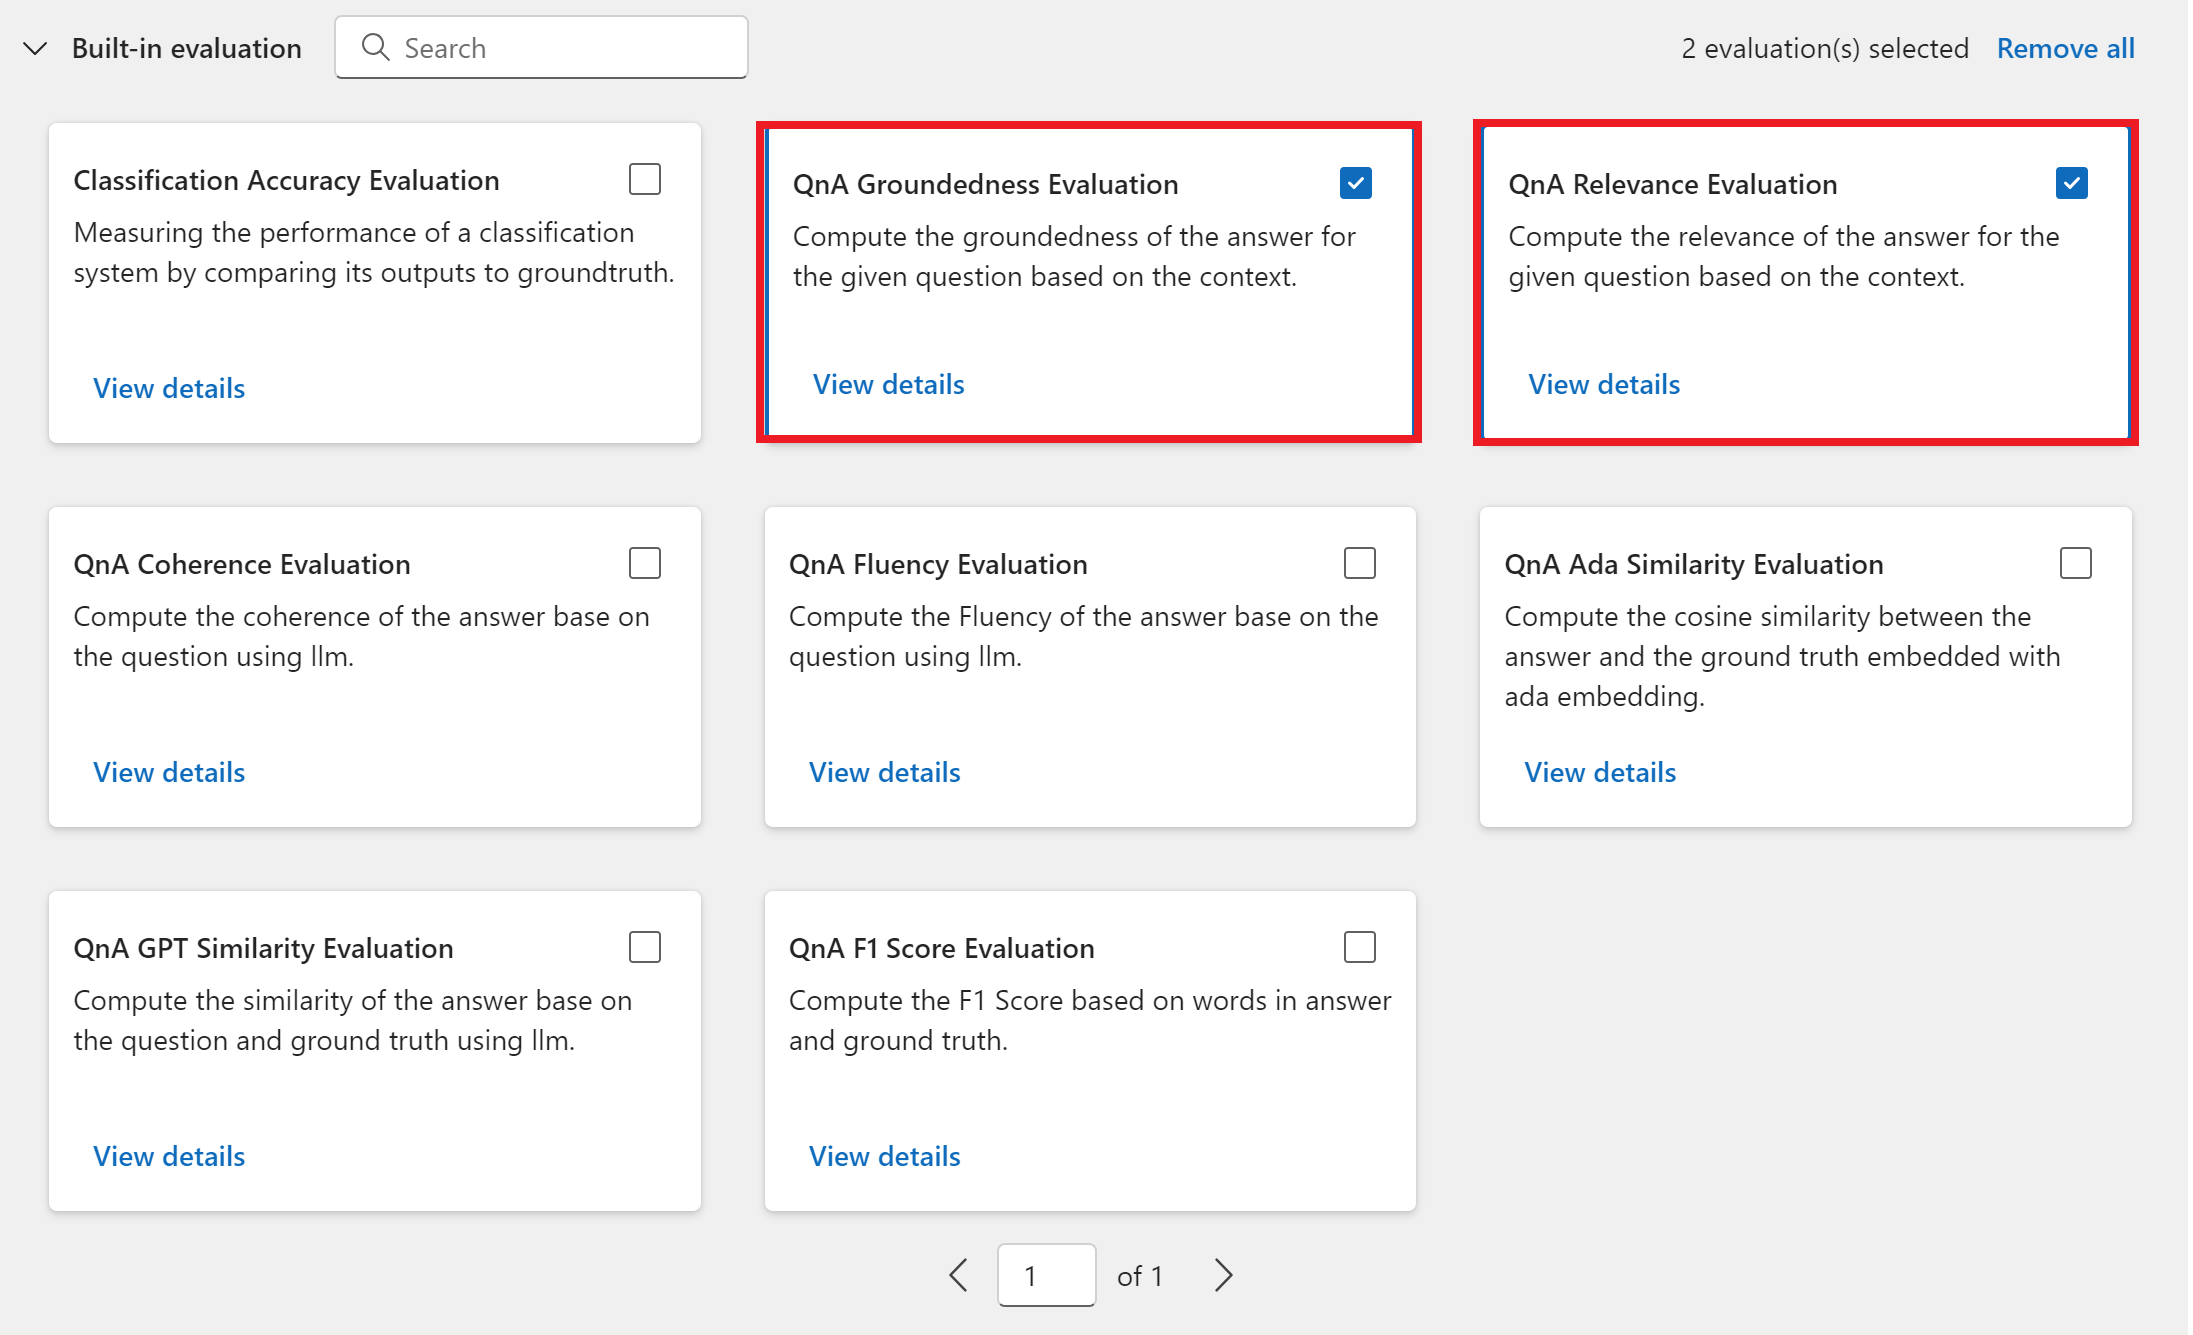 Built-in evaluation
Search
2 evaluation(s) selected
Remove all
Classification Accuracy Evaluation
Measuring the performance of a classification
system by comparing its outputs to groundtruth.
View details
QnA Groundedness Evaluation
Compute the groundedness of the answer for
the given question based on the context.
View details
QnA Relevance Evaluation
Compute the relevance of the answer for the
given question based on the context.
View details
QnA Coherence Evaluation
Compute the coherence of the answer base on
the question using llm.
View details
QnA Fluency Evaluation
Compute the Fluency of the answer base on the
question using llm.
View details
QnA Ada Similarity Evaluation
Compute the cosine similarity between the
answer and the ground truth embedded with
ada embedding.
View details
QnA GPT Similarity Evaluation
Compute the similarity of the answer base on
the question and ground truth using llm.
View details
QnA F1 Score Evaluation
Compute the F1 Score based on words in answer
and ground truth.
View details
1 of 1